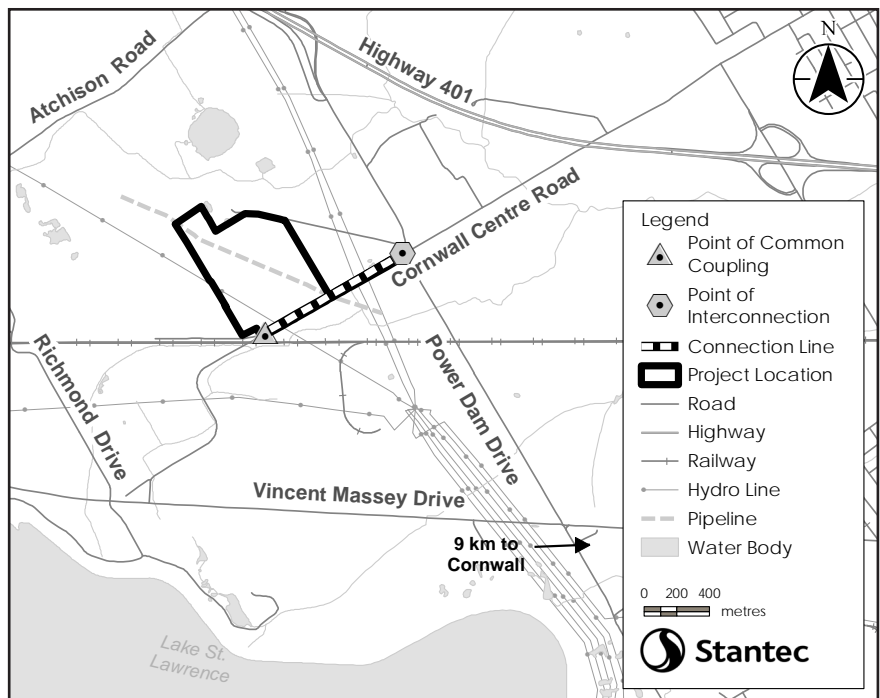 N
Highway 401
Atchison Road
Cornwall Centre Road
Richmond Drive
Power Dam Drive
Vincent Massey Drive
9 km to
Cornwall
Lake St.
Lawrence
Legend
Point of Common
Coupling
Point of
Interconnection
Connection Line
Project Location
Road
Highway
Railway
Hydro Line
Pipeline
Water Body
0 200 400
metres
Stantec